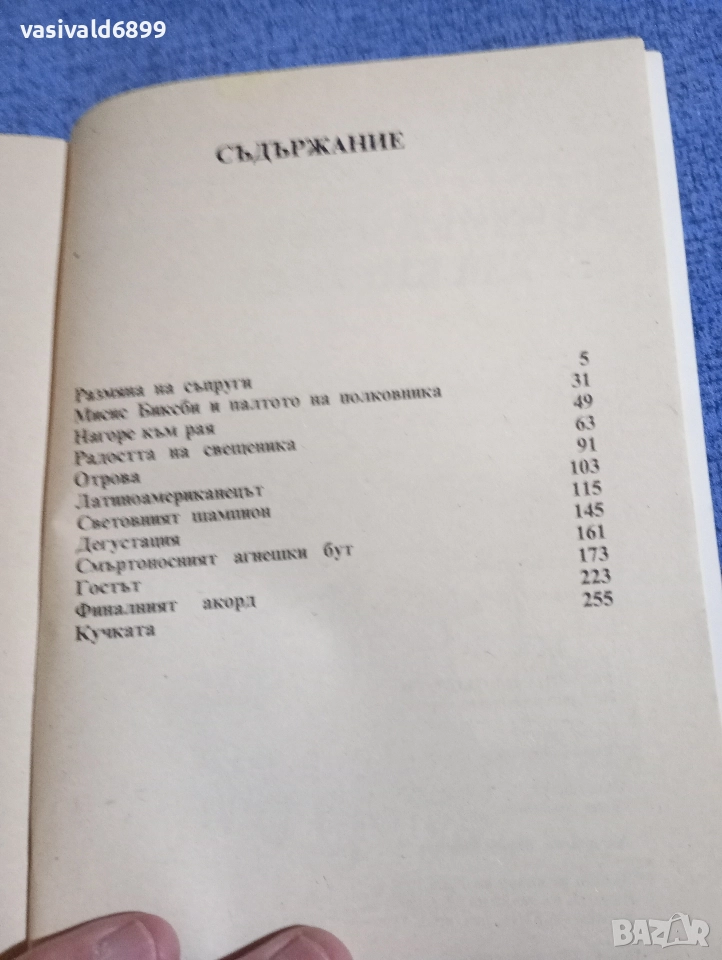 vasivald6899
СЪДЪРЖАНИЕ
Размяна на съпруги 5
Мисис Биксби и палтото на полковника 31
Нагоре към рая 49
Радостта на свещеника 63
Отрова 91
Латиноамериканецът 103
Световният шампион 115
Дегустация 145
Смъртоносният агнешки бут 161
Гостът 173
Финалният акорд 223
Кучката 255
BAZAR